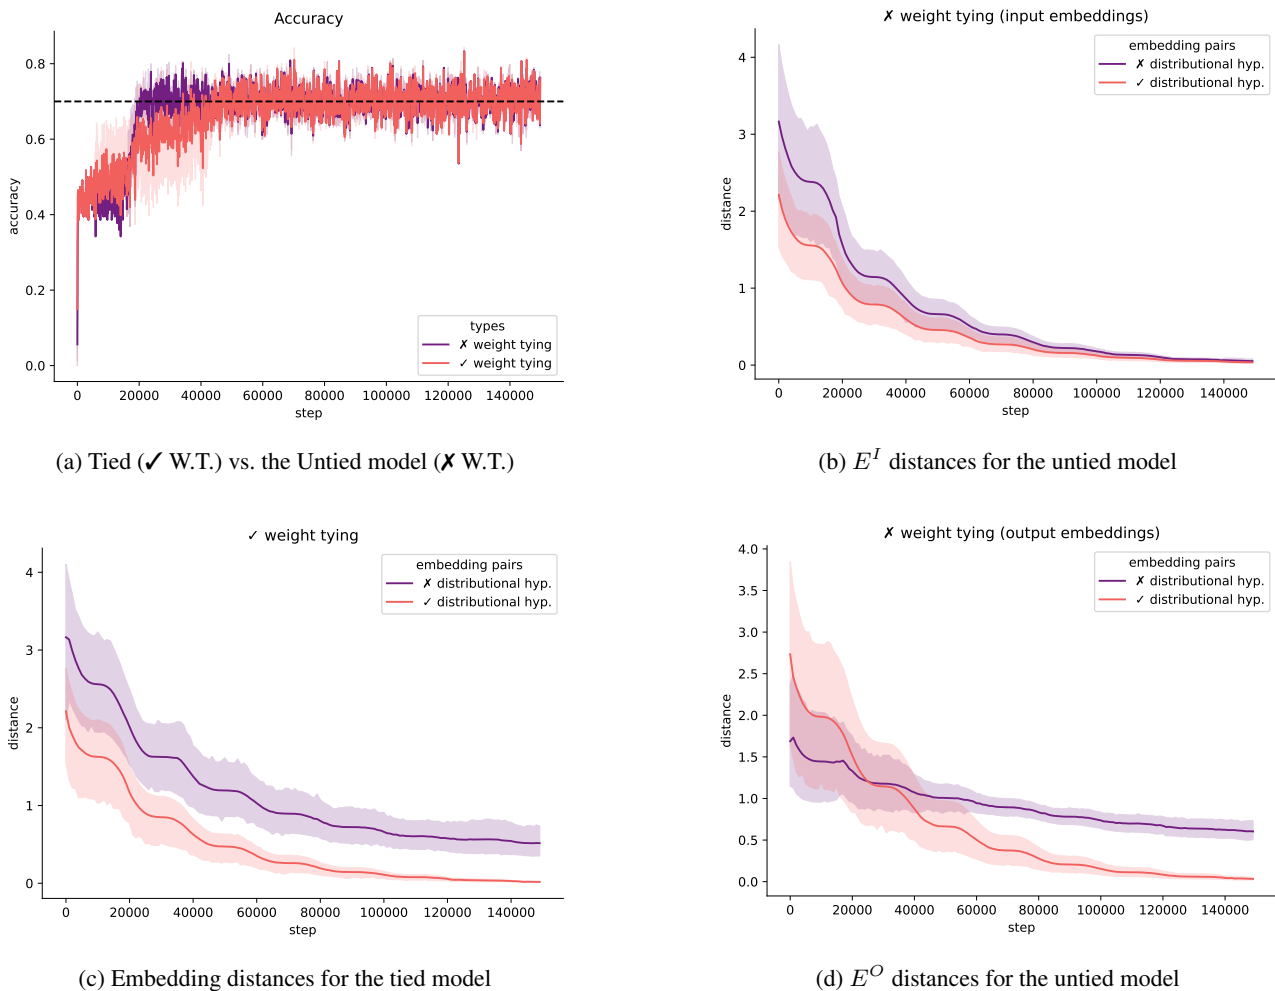 Accuracy
accuracy
0.8
0.6
0.4
0.2
0.0
types
✗ weight tying
✓ weight tying
0 20000 40000 60000 80000 100000 120000 140000
step
(a) Tied (✓ W.T.) vs. the Untied model (✗ W.T.)
✗ weight tying (input embeddings)
distance
4
3
2
1
0
embedding pairs
✗ distributional hyp.
✓ distributional hyp.
0 20000 40000 60000 80000 100000 120000 140000
step
(b) E^I distances for the untied model
✓ weight tying
distance
4
3
2
1
0
embedding pairs
✗ distributional hyp.
✓ distributional hyp.
0 20000 40000 60000 80000 100000 120000 140000
step
(c) Embedding distances for the tied model
✗ weight tying (output embeddings)
distance
4.0
3.5
3.0
2.5
2.0
1.5
1.0
0.5
0.0
embedding pairs
✗ distributional hyp.
✓ distributional hyp.
0 20000 40000 60000 80000 100000 120000 140000
step
(d) E^O distances for the untied model